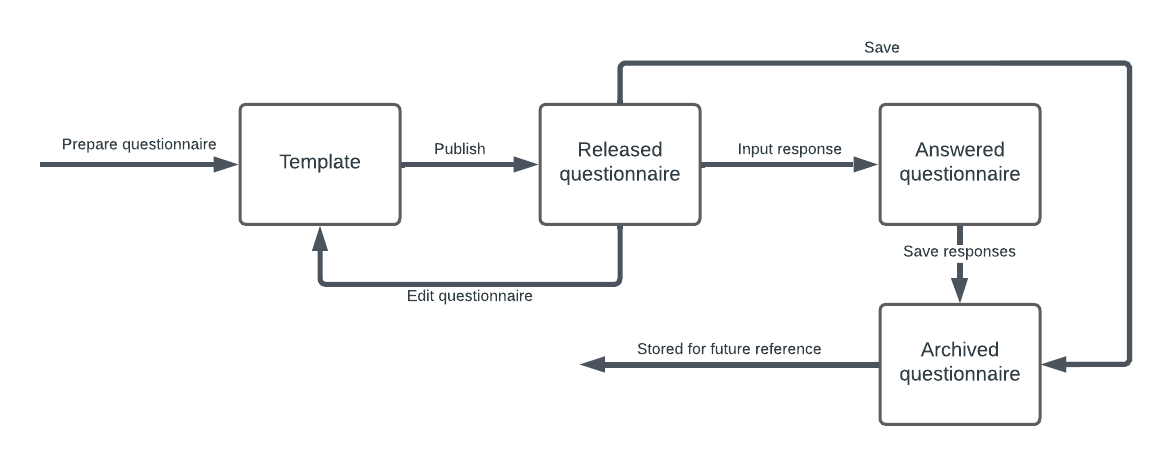 Save
Prepare questionnaire
Template
Publish
Released
questionnaire
Input response
Answered
questionnaire
Save responses
Edit questionnaire
Stored for future reference
Archived
questionnaire